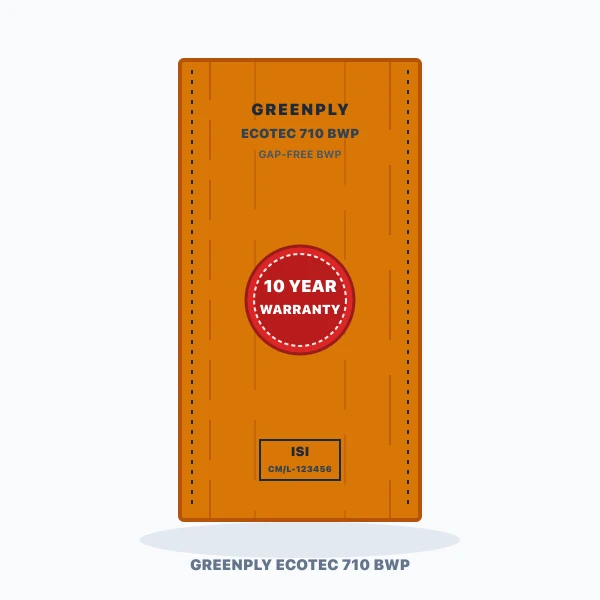 GREENPLY
ECOTEC 710 BWP
GAP-FREE BWP
10 YEAR
WARRANTY
ISI
CM/L-123456
GREENPLY ECOTEC 710 BWP